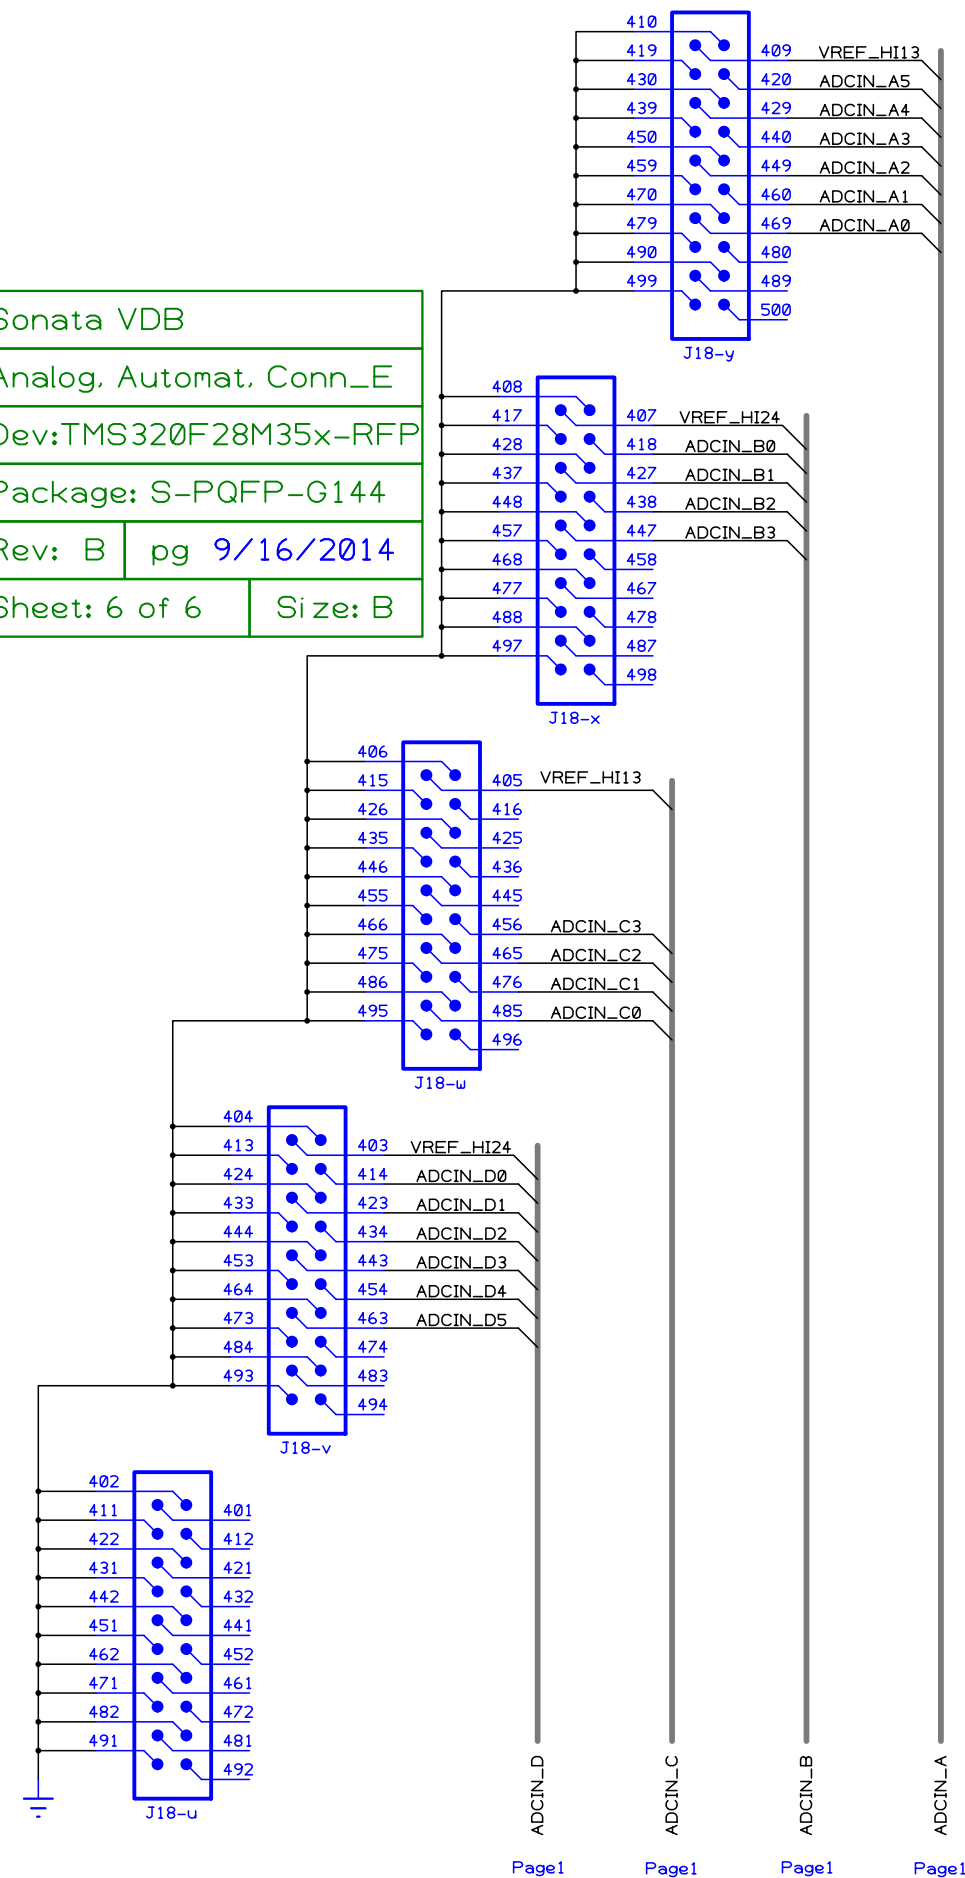 410
419 409 VREF_HI13
430 420 ADCIN_A5
439 429 ADCIN_A4
450 440 ADCIN_A3
459 449 ADCIN_A2
470 460 ADCIN_A1
479 469 ADCIN_A0
490 480
499 489
500
J18-y
Sonata VDB
Analog, Automat, Conn_E
Dev:TMS320F28M35x-RFP
Package: S-PQFP-G144
Rev: B pg 9/16/2014
Sheet: 6 of 6 Size: B
408
417 407 VREF_HI24
428 418 ADCIN_B0
437 427 ADCIN_B1
448 438 ADCIN_B2
457 447 ADCIN_B3
468 458
477 467
488 478
497 487
498
J18-x
406
415 405 VREF_HI13
426 416
435 425
446 436
455 445
466 456 ADCIN_C3
475 465 ADCIN_C2
486 476 ADCIN_C1
495 485 ADCIN_C0
496
J18-w
404
413 403 VREF_HI24
424 414 ADCIN_D0
433 423 ADCIN_D1
444 434 ADCIN_D2
453 443 ADCIN_D3
464 454 ADCIN_D4
473 463 ADCIN_D5
484 474
493 483
494
J18-v
402
411 401
422 412
431 421
442 432
451 441
462 452
471 461
482 472
491 481
492
J18-u
ADCIN_D ADCIN_C ADCIN_B ADCIN_A
Page1 Page1 Page1 Page1